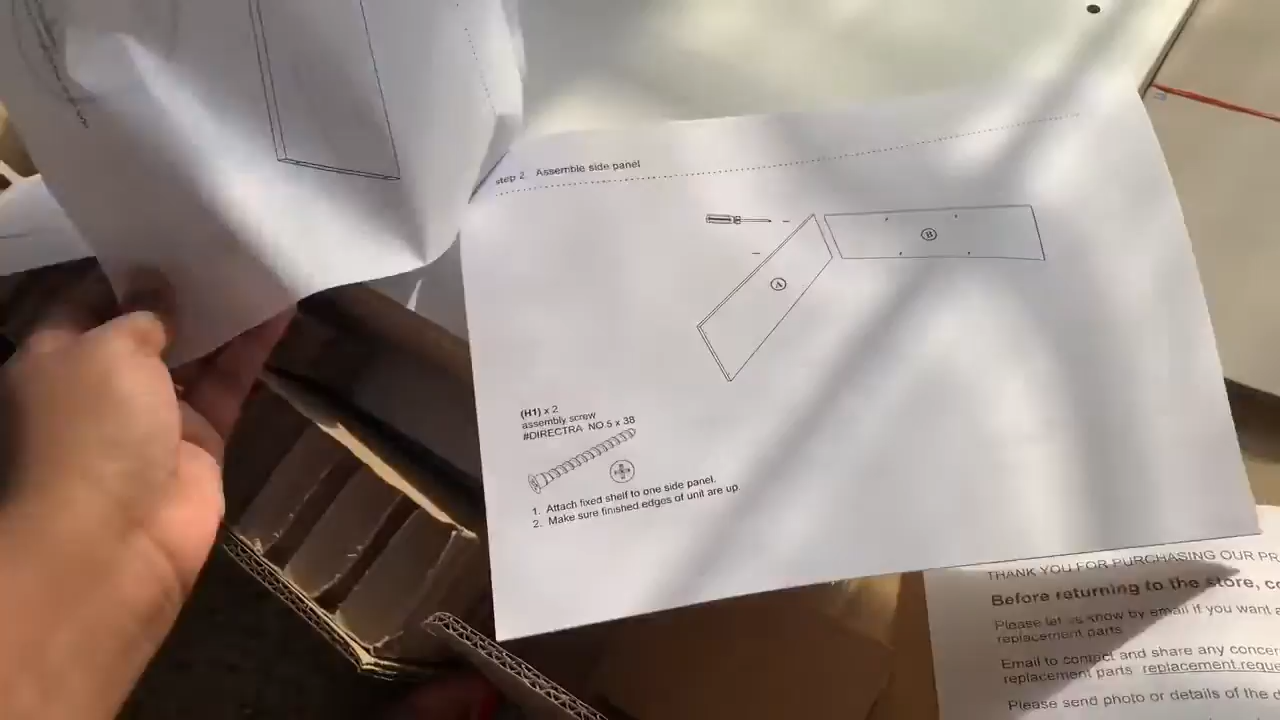 step 2. Assemble side panel
B
A
(H1) x 2
assembly screw
#DIRECTRA NO.5 x 38
1. Attach fixed shelf to one side panel.
2. Make sure finished edges of unit are up.
THANK YOU FOR PURCHASING OUR PR
Before returning to the store, co
Please let us know by email if you want
replacement parts
Email to contact and share any concer
replacement parts replacement.reque
Please send photo or details of the d